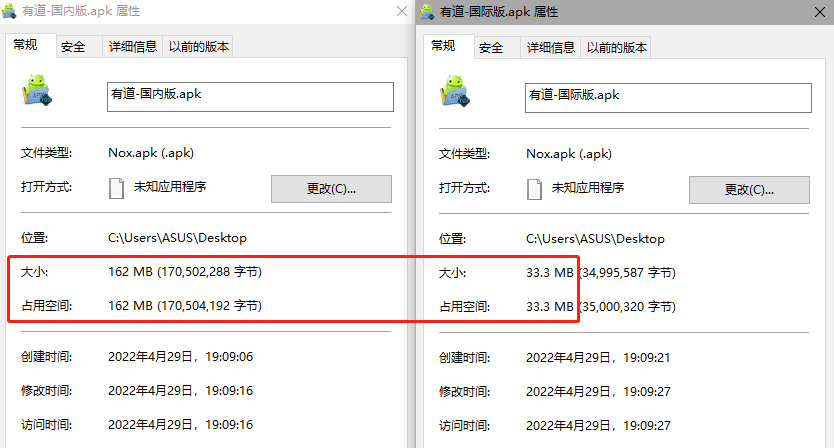 有道-国内版.apk 属性
常规 安全 详细信息 以前的版本
有道-国内版.apk
文件类型: Nox.apk (.apk)
打开方式: 未知应用程序 更改(C)...
位置: C:\Users\ASUS\Desktop
大小: 162 MB (170,502,288 字节)
占用空间: 162 MB (170,504,192 字节)
创建时间: 2022年4月29日，19:09:06
修改时间: 2022年4月29日，19:09:16
访问时间: 2022年4月29日，19:09:16
有道-国际版.apk 属性
常规 安全 详细信息 以前的版本
有道-国际版.apk
文件类型: Nox.apk (.apk)
打开方式: 未知应用程序 更改(C)...
位置: C:\Users\ASUS\Desktop
大小: 33.3 MB (34,995,587 字节)
占用空间: 33.3 MB (35,000,320 字节)
创建时间: 2022年4月29日，19:09:21
修改时间: 2022年4月29日，19:09:27
访问时间: 2022年4月29日，19:09:27